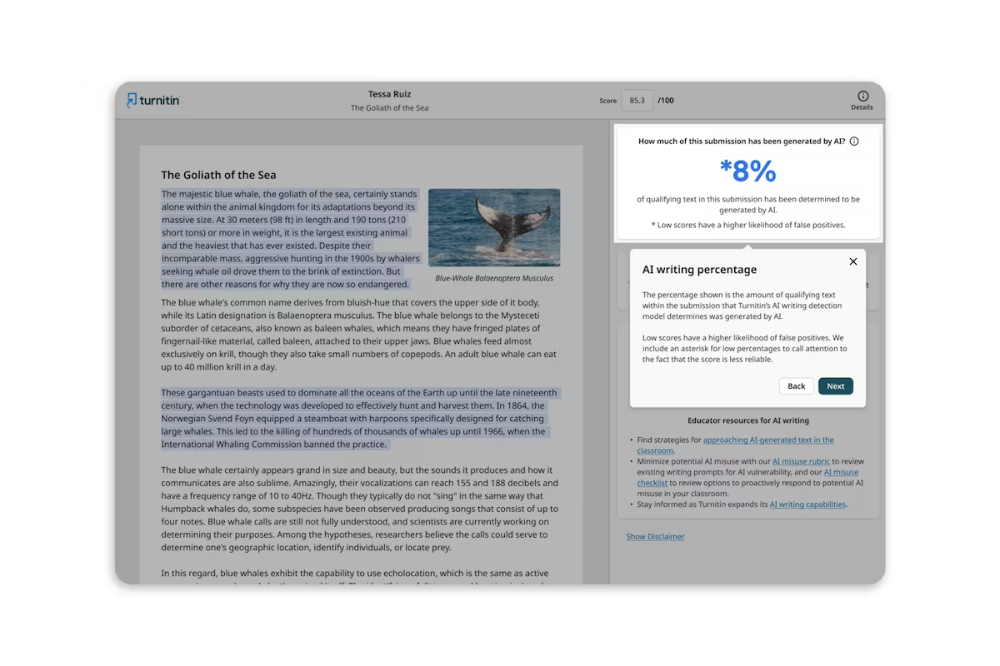 turnitin
Tessa Ruiz
The Goliath of the Sea
Score 85.3 /100
Details
The Goliath of the Sea
The majestic blue whale, the goliath of the sea, certainly stands
alone within the animal kingdom for its adaptations beyond its
massive size. At 30 meters (98 ft) in length and 190 tons (210
short tons) or more in weight, it is the largest existing animal
and the heaviest that has ever existed. Despite their
incomparable mass, aggressive hunting in the 1900s by whalers
seeking whale oil drove them to the brink of extinction. But
there are other reasons for why they are now so endangered.
Blue-Whale Balaenaptera Musculus
The blue whale's common name derives from bluish-hue that covers the upper side of it body,
while its Latin designation is Balaenoptera musculus. The blue whale belongs to the Mysteceti
suborder of cetaceans, also known as baleen whales, which means they have fringed plates of
fingernail-like material, called baleen, attached to their upper jaws. Blue whales feed almost
exclusively on krill, though they also take small numbers of copepods. An adult blue whale can eat
up to 40 million krill in a day.
These gargantuan beasts used to dominate all the oceans of the Earth up until the late nineteenth
century, when the technology was developed to effectively hunt and harvest them. In 1864, the
Norwegian Svend Foyn equipped a steamboat with harpoons specifically designed for catching
large whales. This led to the killing of hundreds of thousands of whales up until 1966, when the
International Whaling Commission banned the practice.
The blue whale certainly appears grand in size and beauty, but the sounds it produces and how it
communicates are also sublime. Amazingly, their vocalizations can reach 155 and 188 decibels and
have a frequency range of 10 to 40Hz. Though they typically do not "sing" in the same way that
Humpback whales do, some subspecies have been observed producing songs that consist of up to
four notes. Blue whale calls are still not fully understood, and scientists are currently working on
determining their purposes. Among the hypotheses, researchers believe the calls could serve to
determine one's geographic location, identify individuals, or locate prey.
In this regard, blue whales exhibit the capability to use echolocation, which is the same as active
How much of this submission has been generated by AI?
*8%
of qualifying text in this submission has been determined to be
generated by AI.
* Low scores have a higher likelihood of false positives.
AI writing percentage
The percentage shown is the amount of qualifying text
within the submission that Turnitin's AI writing detection
model determines was generated by AI.
Low scores have a higher likelihood of false positives. We
include an asterisk for low percentages to call attention to
the fact that the score is less reliable.
Back Next
Educator resources for AI writing
• Find strategies for approaching AI-generated text in the
classroom.
• Minimize potential AI misuse with our AI misuse rubric to review
existing writing prompts for AI vulnerability, and our AI misuse
checklist to review options to proactively respond to potential AI
misuse in your classroom.
• Stay informed as Turnitin expands its AI writing capabilities.
Show Disclaimer